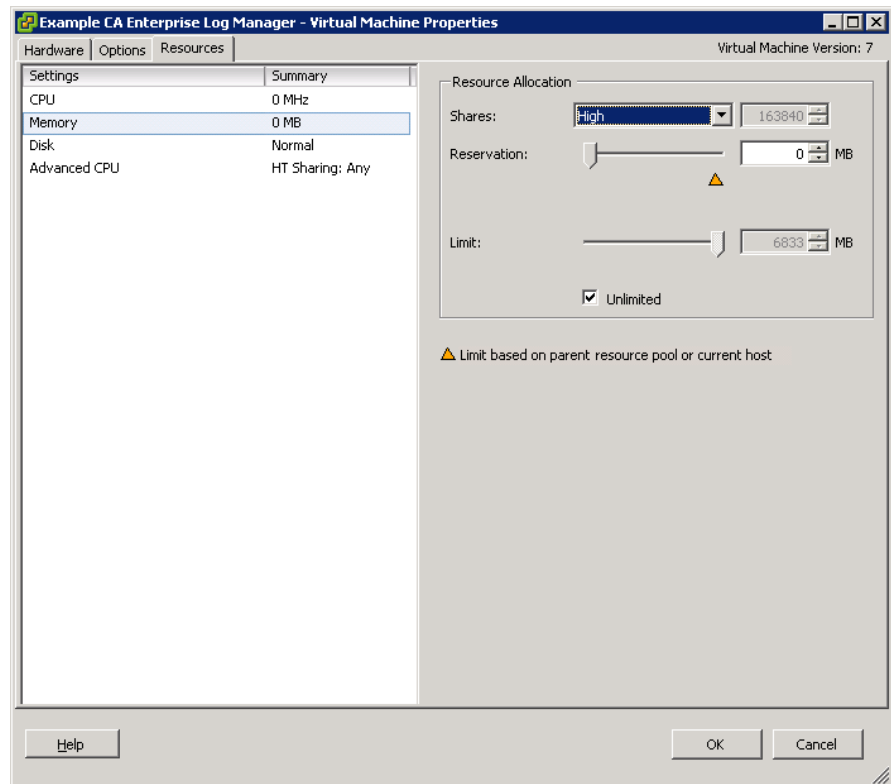 Example CA Enterprise Log Manager - Virtual Machine Properties
Hardware Options Resources Virtual Machine Version: 7
Settings Summary
CPU 0 MHz
Memory 0 MB
Disk Normal
Advanced CPU HT Sharing: Any
Resource Allocation
Shares: High 163840
Reservation: 0 MB
Limit: 6833 MB
Unlimited
Limit based on parent resource pool or current host
Help OK Cancel